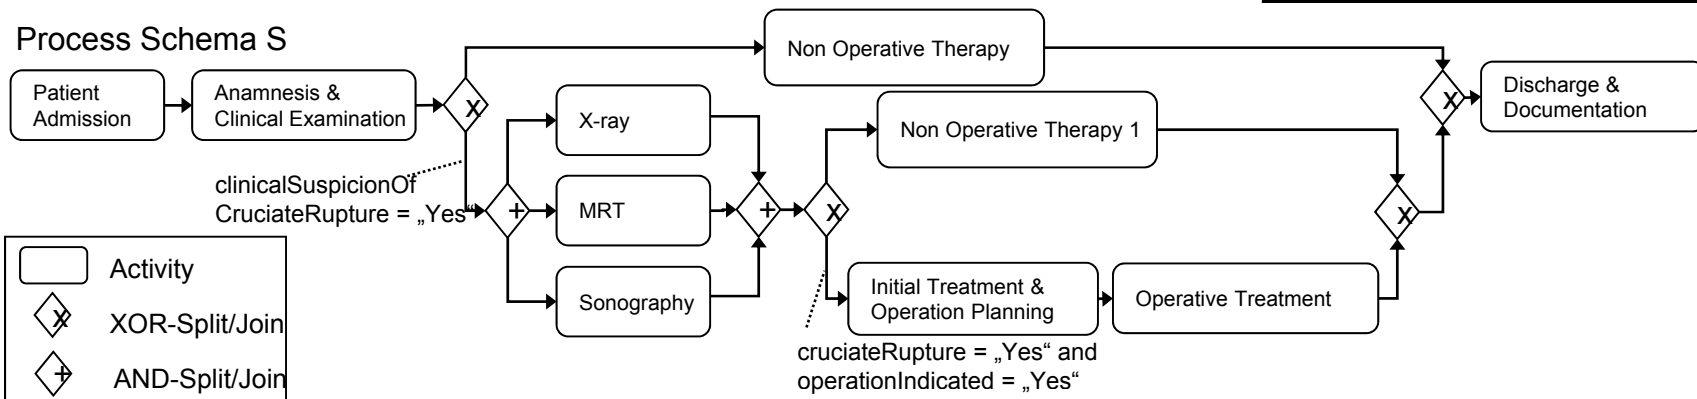 Process Schema S
Patient
Admission
Anamnesis &
Clinical Examination
x
Non Operative Therapy
x
Discharge &
Documentation
clinicalSuspicionOf
CruciateRupture = „Yes“
+
X-ray
MRT
Sonography
+
x
Non Operative Therapy 1
Initial Treatment &
Operation Planning
Operative Treatment
x
cruciateRupture = „Yes“ and
operationIndicated = „Yes“
Activity
x
XOR-Split/Join
+
AND-Split/Join